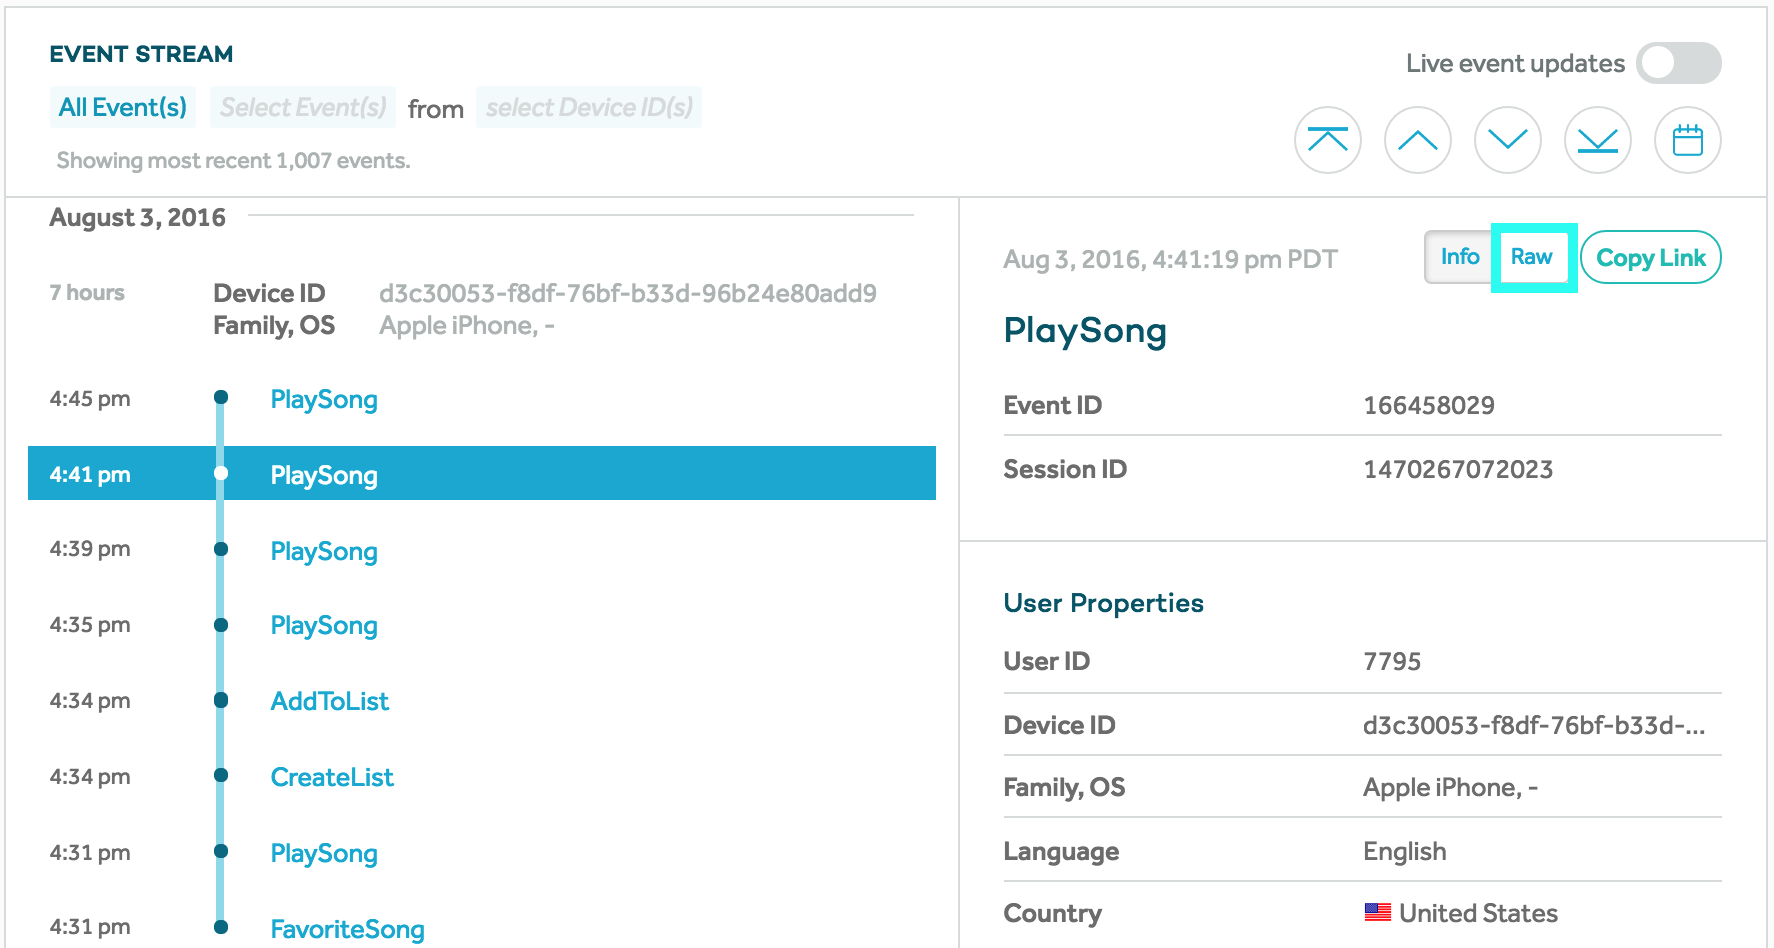 EVENT STREAM
Live event updates
All Event(s) Select Event(s) from select Device ID(s)
Showing most recent 1,007 events.
August 3, 2016
7 hours Device ID d3c30053-f8df-76bf-b33d-96b24e80add9
Family, OS Apple iPhone, -
4:45 pm PlaySong
4:41 pm PlaySong
4:39 pm PlaySong
4:35 pm PlaySong
4:34 pm AddToList
4:34 pm CreateList
4:31 pm PlaySong
4:31 pm FavoriteSong
Aug 3, 2016, 4:41:19 pm PDT Info Raw Copy Link
PlaySong
Event ID 166458029
Session ID 1470267072023
User Properties
User ID 7795
Device ID d3c30053-f8df-76bf-b33d-...
Family, OS Apple iPhone, -
Language English
Country United States